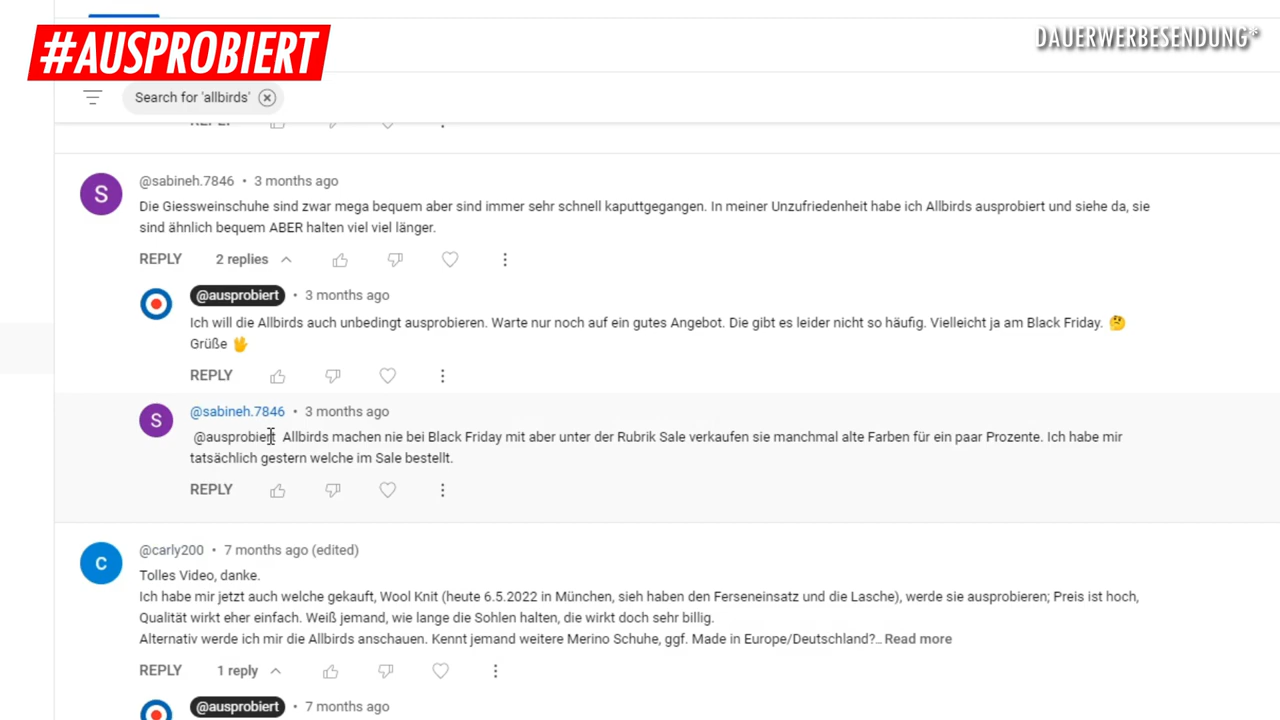 #AUSPROBIERT
DAUERWERBESENDUNG*
Search for 'allbirds'
REPLY
@sabineh.7846 • 3 months ago
Die Giessweinschuhe sind zwar mega bequem aber sind immer sehr schnell kaputtgegangen. In meiner Unzufriedenheit habe ich Allbirds ausprobiert und siehe da, sie
sind ähnlich bequem ABER halten viel viel länger.
REPLY 2 replies
@ausprobiert • 3 months ago
Ich will die Allbirds auch unbedingt ausprobieren. Warte nur noch auf ein gutes Angebot. Die gibt es leider nicht so häufig. Vielleicht ja am Black Friday. 🤔
Grüße 🖖
REPLY
@sabineh.7846 • 3 months ago
@ausprobiert Allbirds machen nie bei Black Friday mit aber unter der Rubrik Sale verkaufen sie manchmal alte Farben für ein paar Prozente. Ich habe mir
tatsächlich gestern welche im Sale bestellt.
REPLY
@carly200 • 7 months ago (edited)
Tolles Video, danke.
Ich habe mir jetzt auch welche gekauft, Wool Knit (heute 6.5.2022 in München, sieh haben den Ferseneinsatz und die Lasche), werde sie ausprobieren; Preis ist hoch,
Qualität wirkt eher einfach. Weiß jemand, wie lange die Sohlen halten, die wirkt doch sehr billig.
Alternativ werde ich mir die Allbirds anschauen. Kennt jemand weitere Merino Schuhe, ggf. Made in Europe/Deutschland?... Read more
REPLY 1 reply
@ausprobiert • 7 months ago